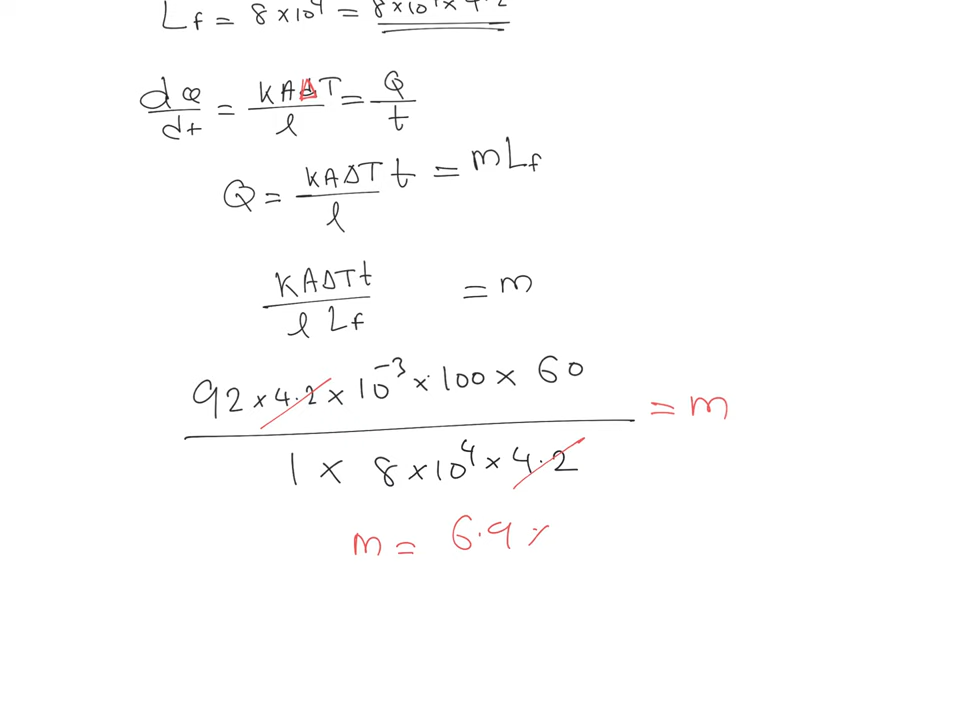 Lf = 8×10⁴ = 8×10⁴×4.2
dQ/dt = KAΔT/l = Q/t
Q = KAΔT/l t = mLf
KAΔTt/l Lf = m
92×4.2×10⁻³×100×60/1×8×10⁴×4.2 = m
m = 6.9×